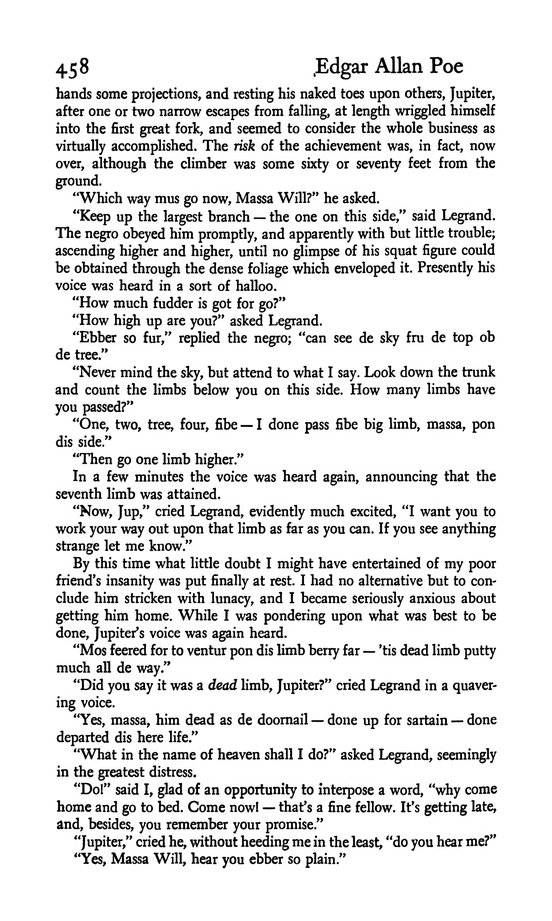 458 Edgar Allan Poe
hands some projections, and resting his naked toes upon others, Jupiter,
after one or two narrow escapes from falling, at length wriggled himself
into the first great fork, and seemed to consider the whole business as
virtually accomplished. The risk of the achievement was, in fact, now
over, although the climber was some sixty or seventy feet from the
ground.
“Which way mus go now, Massa Will?” he asked.
“Keep up the largest branch — the one on this side,” said Legrand.
The negro obeyed him promptly, and apparently with but little trouble;
ascending higher and higher, until no glimpse of his squat figure could
be obtained through the dense foliage which enveloped it. Presently his
voice was heard in a sort of halloo.
“How much fudder is got for go?”
“How high up are you?” asked Legrand.
“Ebber so fur,” replied the negro; “can see de sky fru de top ob
de tree.”
“Never mind the sky, but attend to what I say. Look down the trunk
and count the limbs below you on this side. How many limbs have
you passed?”
“One, two, tree, four, fibe — I done pass fibe big limb, massa, pon
dis side.”
“Then go one limb higher.”
In a few minutes the voice was heard again, announcing that the
seventh limb was attained.
“Now, Jup,” cried Legrand, evidently much excited, “I want you to
work your way out upon that limb as far as you can. If you see anything
strange let me know.”
By this time what little doubt I might have entertained of my poor
friend’s insanity was put finally at rest. I had no alternative but to con-
clude him stricken with lunacy, and I became seriously anxious about
getting him home. While I was pondering upon what was best to be
done, Jupiter’s voice was again heard.
“Mos feered for to ventur pon dis limb berry far — ’tis dead limb putty
much all de way.”
“Did you say it was a dead limb, Jupiter?” cried Legrand in a quaver-
ing voice.
“Yes, massa, him dead as de doornail — done up for sartain — done
departed dis here life.”
“What in the name of heaven shall I do?” asked Legrand, seemingly
in the greatest distress.
“Do!” said I, glad of an opportunity to interpose a word, “why come
home and go to bed. Come now! — that’s a fine fellow. It’s getting late,
and, besides, you remember your promise.”
“Jupiter,” cried he, without heeding me in the least, “do you hear me?”
“Yes, Massa Will, hear you ebber so plain.”